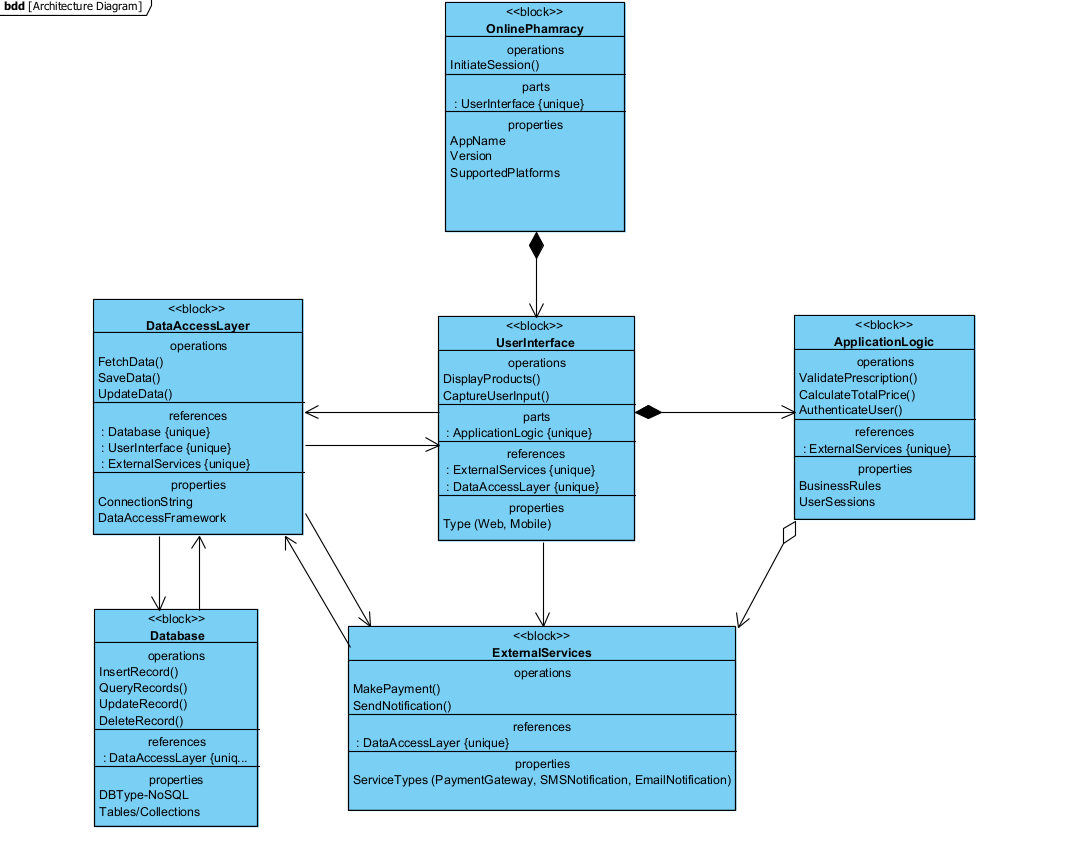 bdd [Architecture Diagram]
<<block>>
OnlinePhamracy
operations
InitiateSession()
parts
: UserInterface {unique}
properties
AppName
Version
SupportedPlatforms
<<block>>
DataAccessLayer
operations
FetchData()
SaveData()
UpdateData()
references
: Database {unique}
: UserInterface {unique}
: ExternalServices {unique}
properties
ConnectionString
DataAccessFramework
<<block>>
UserInterface
operations
DisplayProducts()
CaptureUserInput()
parts
: ApplicationLogic {unique}
references
: ExternalServices {unique}
: DataAccessLayer {unique}
properties
Type (Web, Mobile)
<<block>>
ApplicationLogic
operations
ValidatePrescription()
CalculateTotalPrice()
AuthenticateUser()
references
: ExternalServices {unique}
properties
BusinessRules
UserSessions
<<block>>
Database
operations
InsertRecord()
QueryRecords()
UpdateRecord()
DeleteRecord()
references
: DataAccessLayer {uniq...
properties
DBType-NoSQL
Tables/Collections
<<block>>
ExternalServices
operations
MakePayment()
SendNotification()
references
: DataAccessLayer {unique}
properties
ServiceTypes (PaymentGateway, SMSNotification, EmailNotification)